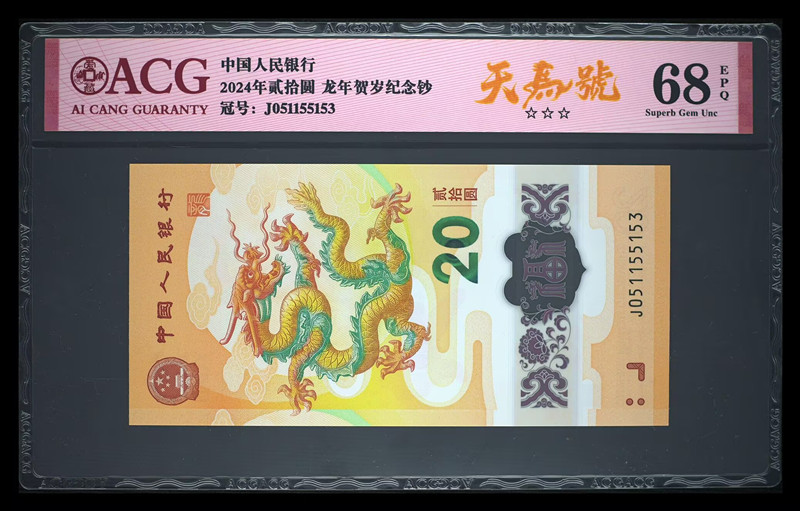 ACG
AI CANG GUARANTY
中国人民银行
2024年贰拾圆 龙年贺岁纪念钞
冠号：J051155153
天马號
☆☆☆
68
EPQ
Superb Gem Unc
中国人民银行
贰拾圆
20
J051155153